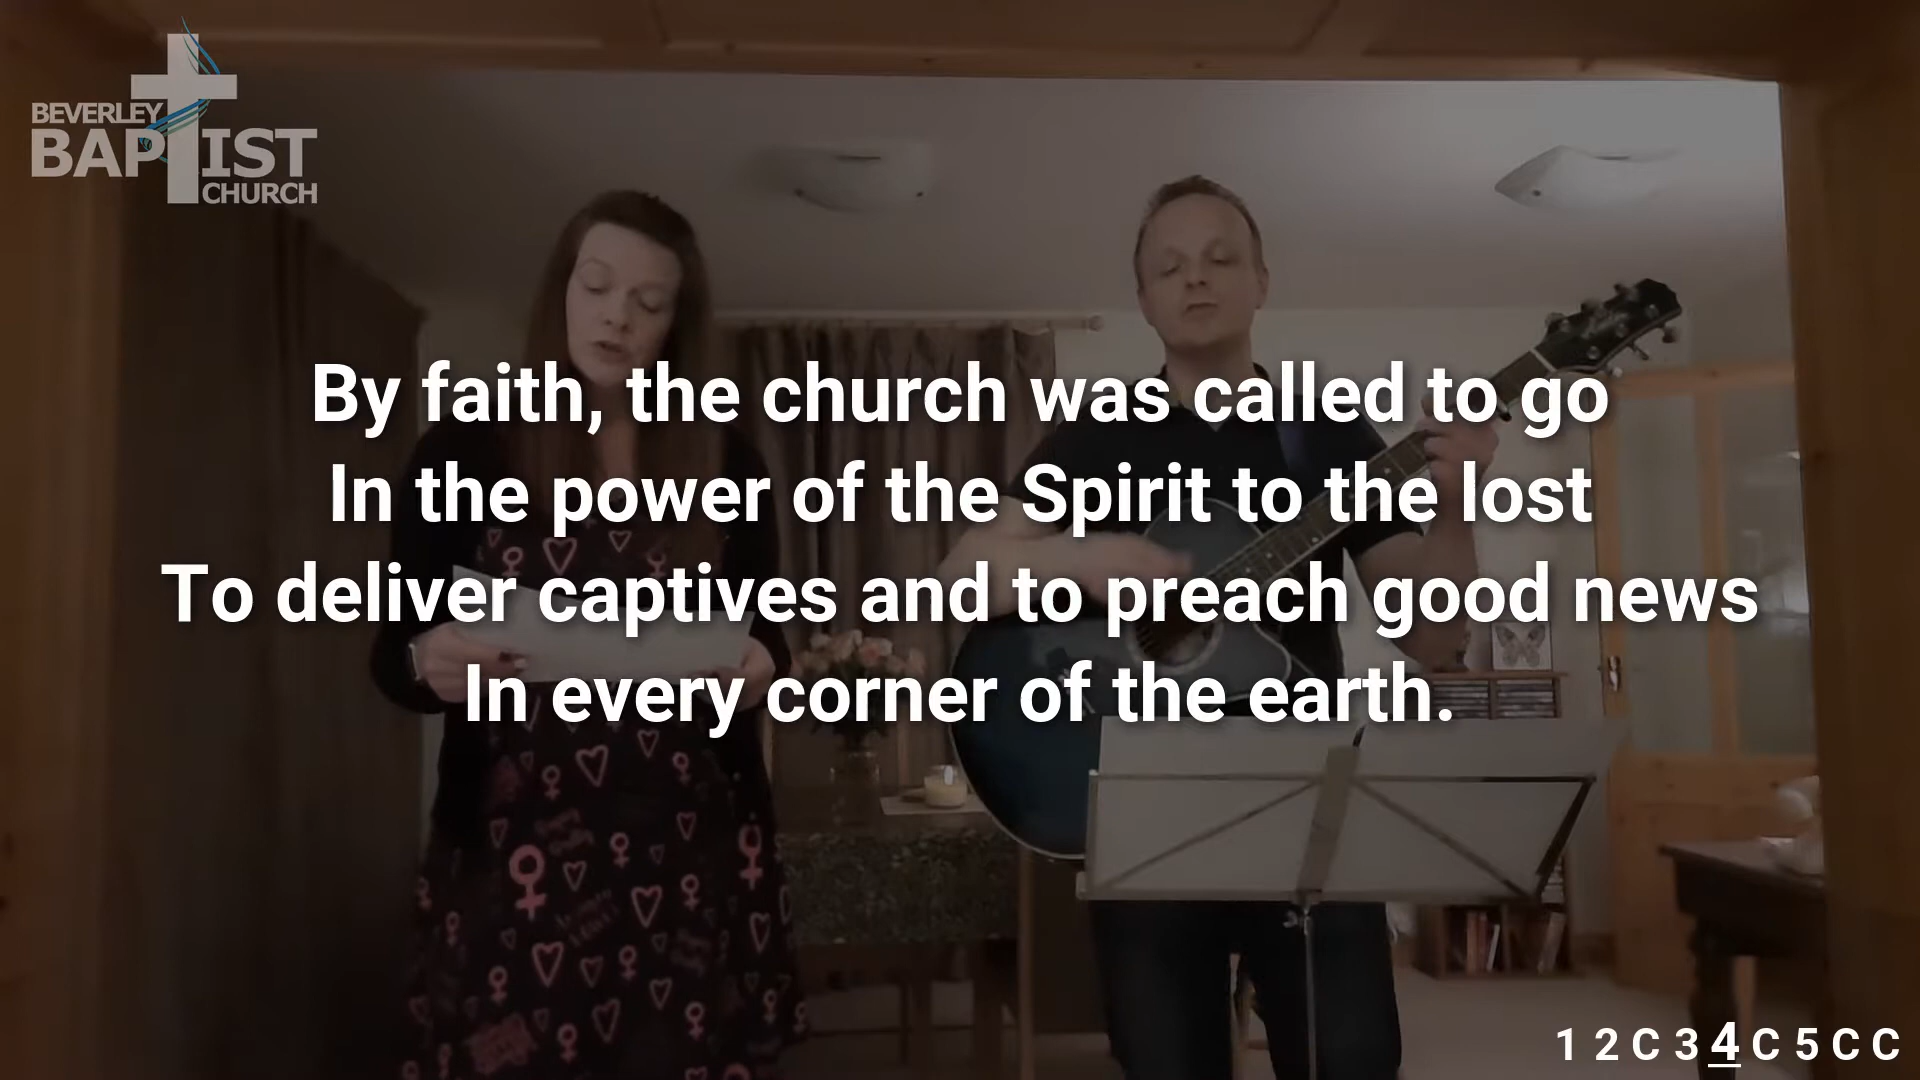 BEVERLEY
BAPTIST
CHURCH
By faith, the church was called to go
In the power of the Spirit to the lost
To deliver captives and to preach good news
In every corner of the earth.
1 2 C 3 4 C 5 C C